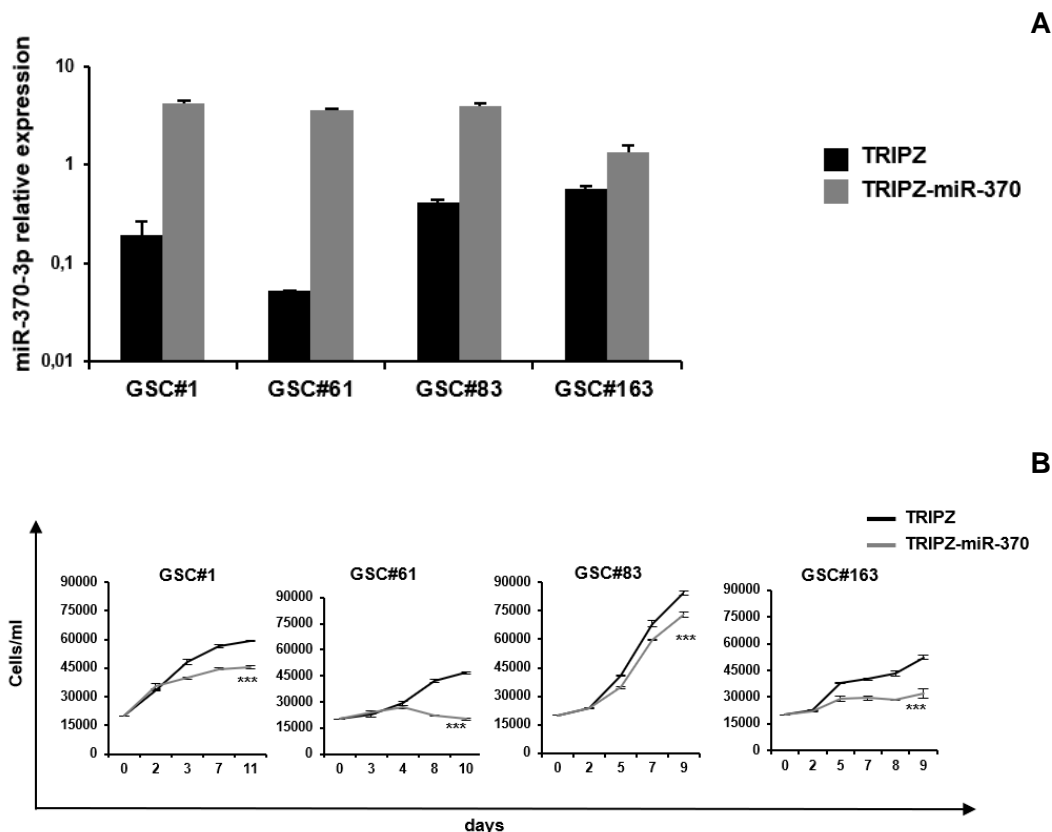 A
miR-370-3p relative expression
10
1
0,1
0,01
GSC#1 GSC#61 GSC#83 GSC#163
TRIPZ
TRIPZ-miR-370
B
TRIPZ
TRIPZ-miR-370
Cells/ml
GSC#1
90000
75000
60000
45000
30000
15000
0
***
0 2 3 7 11
GSC#61
90000
75000
60000
45000
30000
15000
0
***
0 3 4 8 10
GSC#83
90000
75000
60000
45000
30000
15000
0
***
0 2 5 7 9
GSC#163
90000
75000
60000
45000
30000
15000
0
***
0 2 5 7 8 9
days